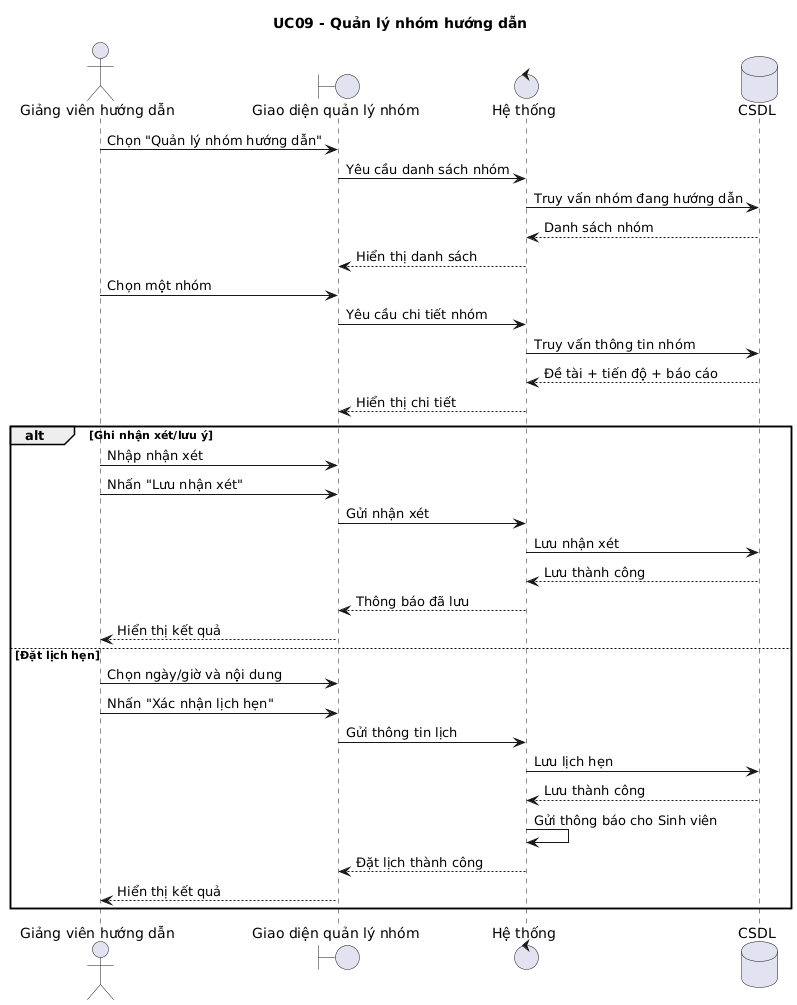 UC09 - Quản lý nhóm hướng dẫn
Giảng viên hướng dẫn
Giao diện quản lý nhóm
Hệ thống
CSDL
Chọn "Quản lý nhóm hướng dẫn"
Yêu cầu danh sách nhóm
Truy vấn nhóm đang hướng dẫn
Danh sách nhóm
Hiển thị danh sách
Chọn một nhóm
Yêu cầu chi tiết nhóm
Truy vấn thông tin nhóm
Đề tài + tiến độ + báo cáo
Hiển thị chi tiết
alt [Ghi nhận xét/lưu ý]
Nhập nhận xét
Nhấn "Lưu nhận xét"
Gửi nhận xét
Lưu nhận xét
Lưu thành công
Thông báo đã lưu
Hiển thị kết quả
[Đặt lịch hẹn]
Chọn ngày/giờ và nội dung
Nhấn "Xác nhận lịch hẹn"
Gửi thông tin lịch
Lưu lịch hẹn
Lưu thành công
Gửi thông báo cho Sinh viên
Đặt lịch thành công
Hiển thị kết quả
Giảng viên hướng dẫn
Giao diện quản lý nhóm
Hệ thống
CSDL